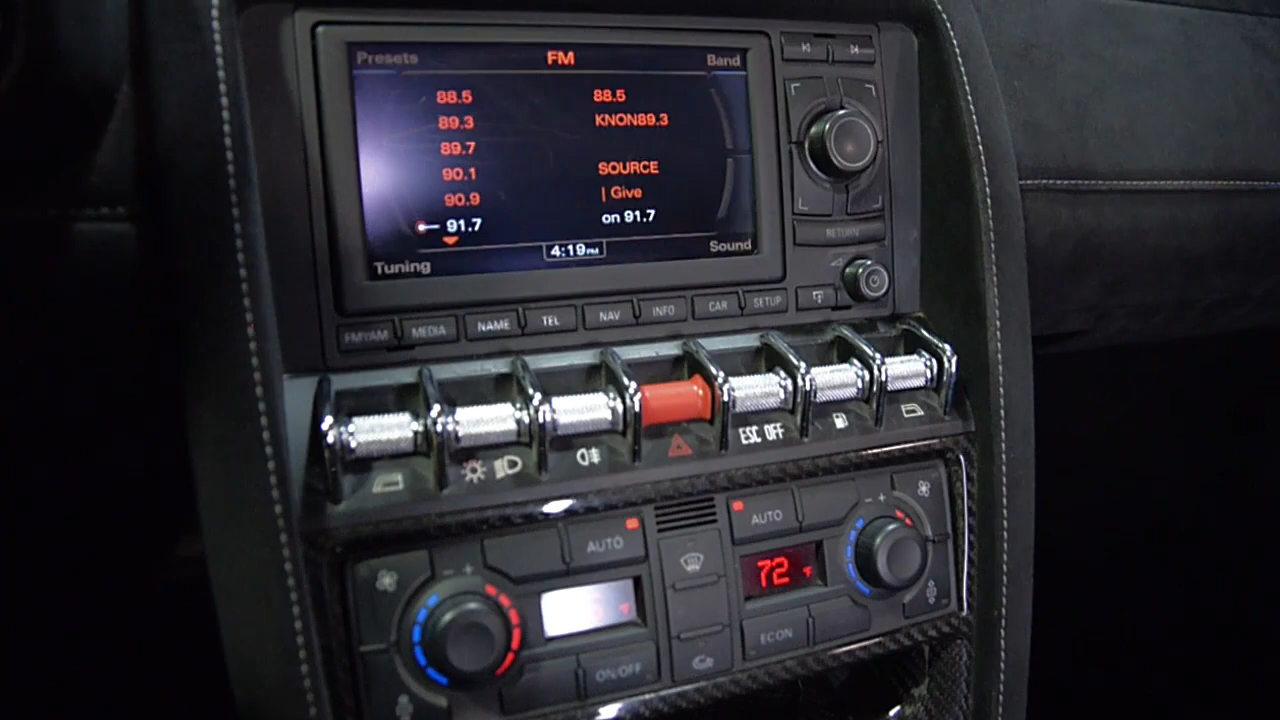 Presets FM Band
88.5 88.5
89.3 KNON89.3
89.7
90.1 SOURCE
90.9 | Give
91.7 on 91.7
4:19PM
Tuning Sound
RETURN
FM/AM MEDIA NAME TEL NAV INFO CAR SETUP
ESC OFF
AUTO AUTO
72 °F
ECON
ON/OFF